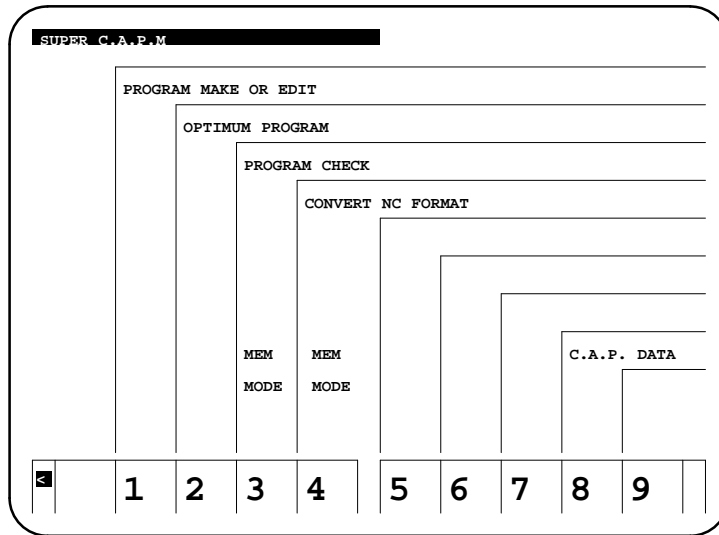 SUPER C.A.P.M
PROGRAM MAKE OR EDIT
OPTIMUM PROGRAM
PROGRAM CHECK
CONVERT NC FORMAT
MEM MEM C.A.P. DATA
MODE MODE
< 1 2 3 4 5 6 7 8 9